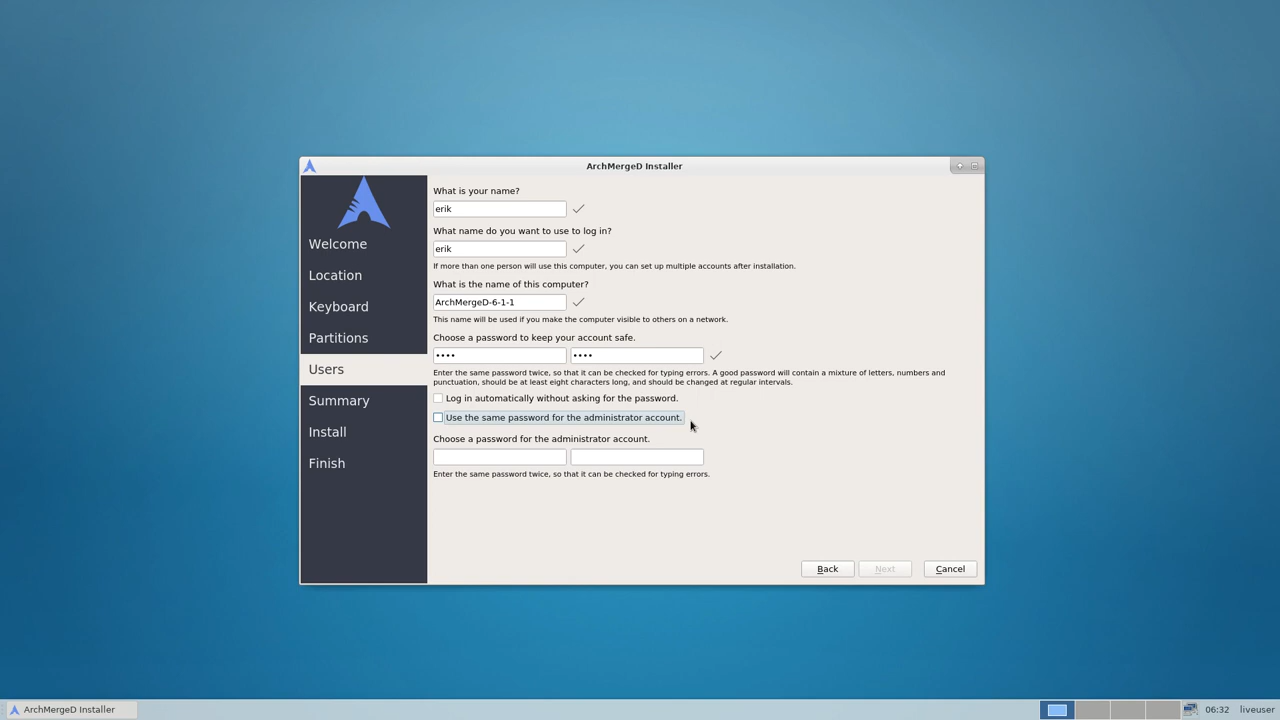 ArchMergeD Installer
What is your name?
erik
What name do you want to use to log in?
erik
If more than one person will use this computer, you can set up multiple accounts after installation.
What is the name of this computer?
ArchMergeD-6-1-1
This name will be used if you make the computer visible to others on a network.
Choose a password to keep your account safe.
•••• ••••
Enter the same password twice, so that it can be checked for typing errors. A good password will contain a mixture of letters, numbers and
punctuation, should be at least eight characters long, and should be changed at regular intervals.
Log in automatically without asking for the password.
Use the same password for the administrator account.
Choose a password for the administrator account.
Enter the same password twice, so that it can be checked for typing errors.
Welcome
Location
Keyboard
Partitions
Users
Summary
Install
Finish
Back Next Cancel
ArchMergeD Installer 06:32 liveuser